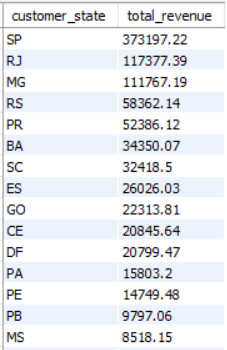 customer_state total_revenue
SP 373197.22
RJ 117377.39
MG 111767.19
RS 58362.14
PR 52386.12
BA 34350.07
SC 32418.5
ES 26026.03
GO 22313.81
CE 20845.64
DF 20799.47
PA 15803.2
PE 14749.48
PB 9797.06
MS 8518.15